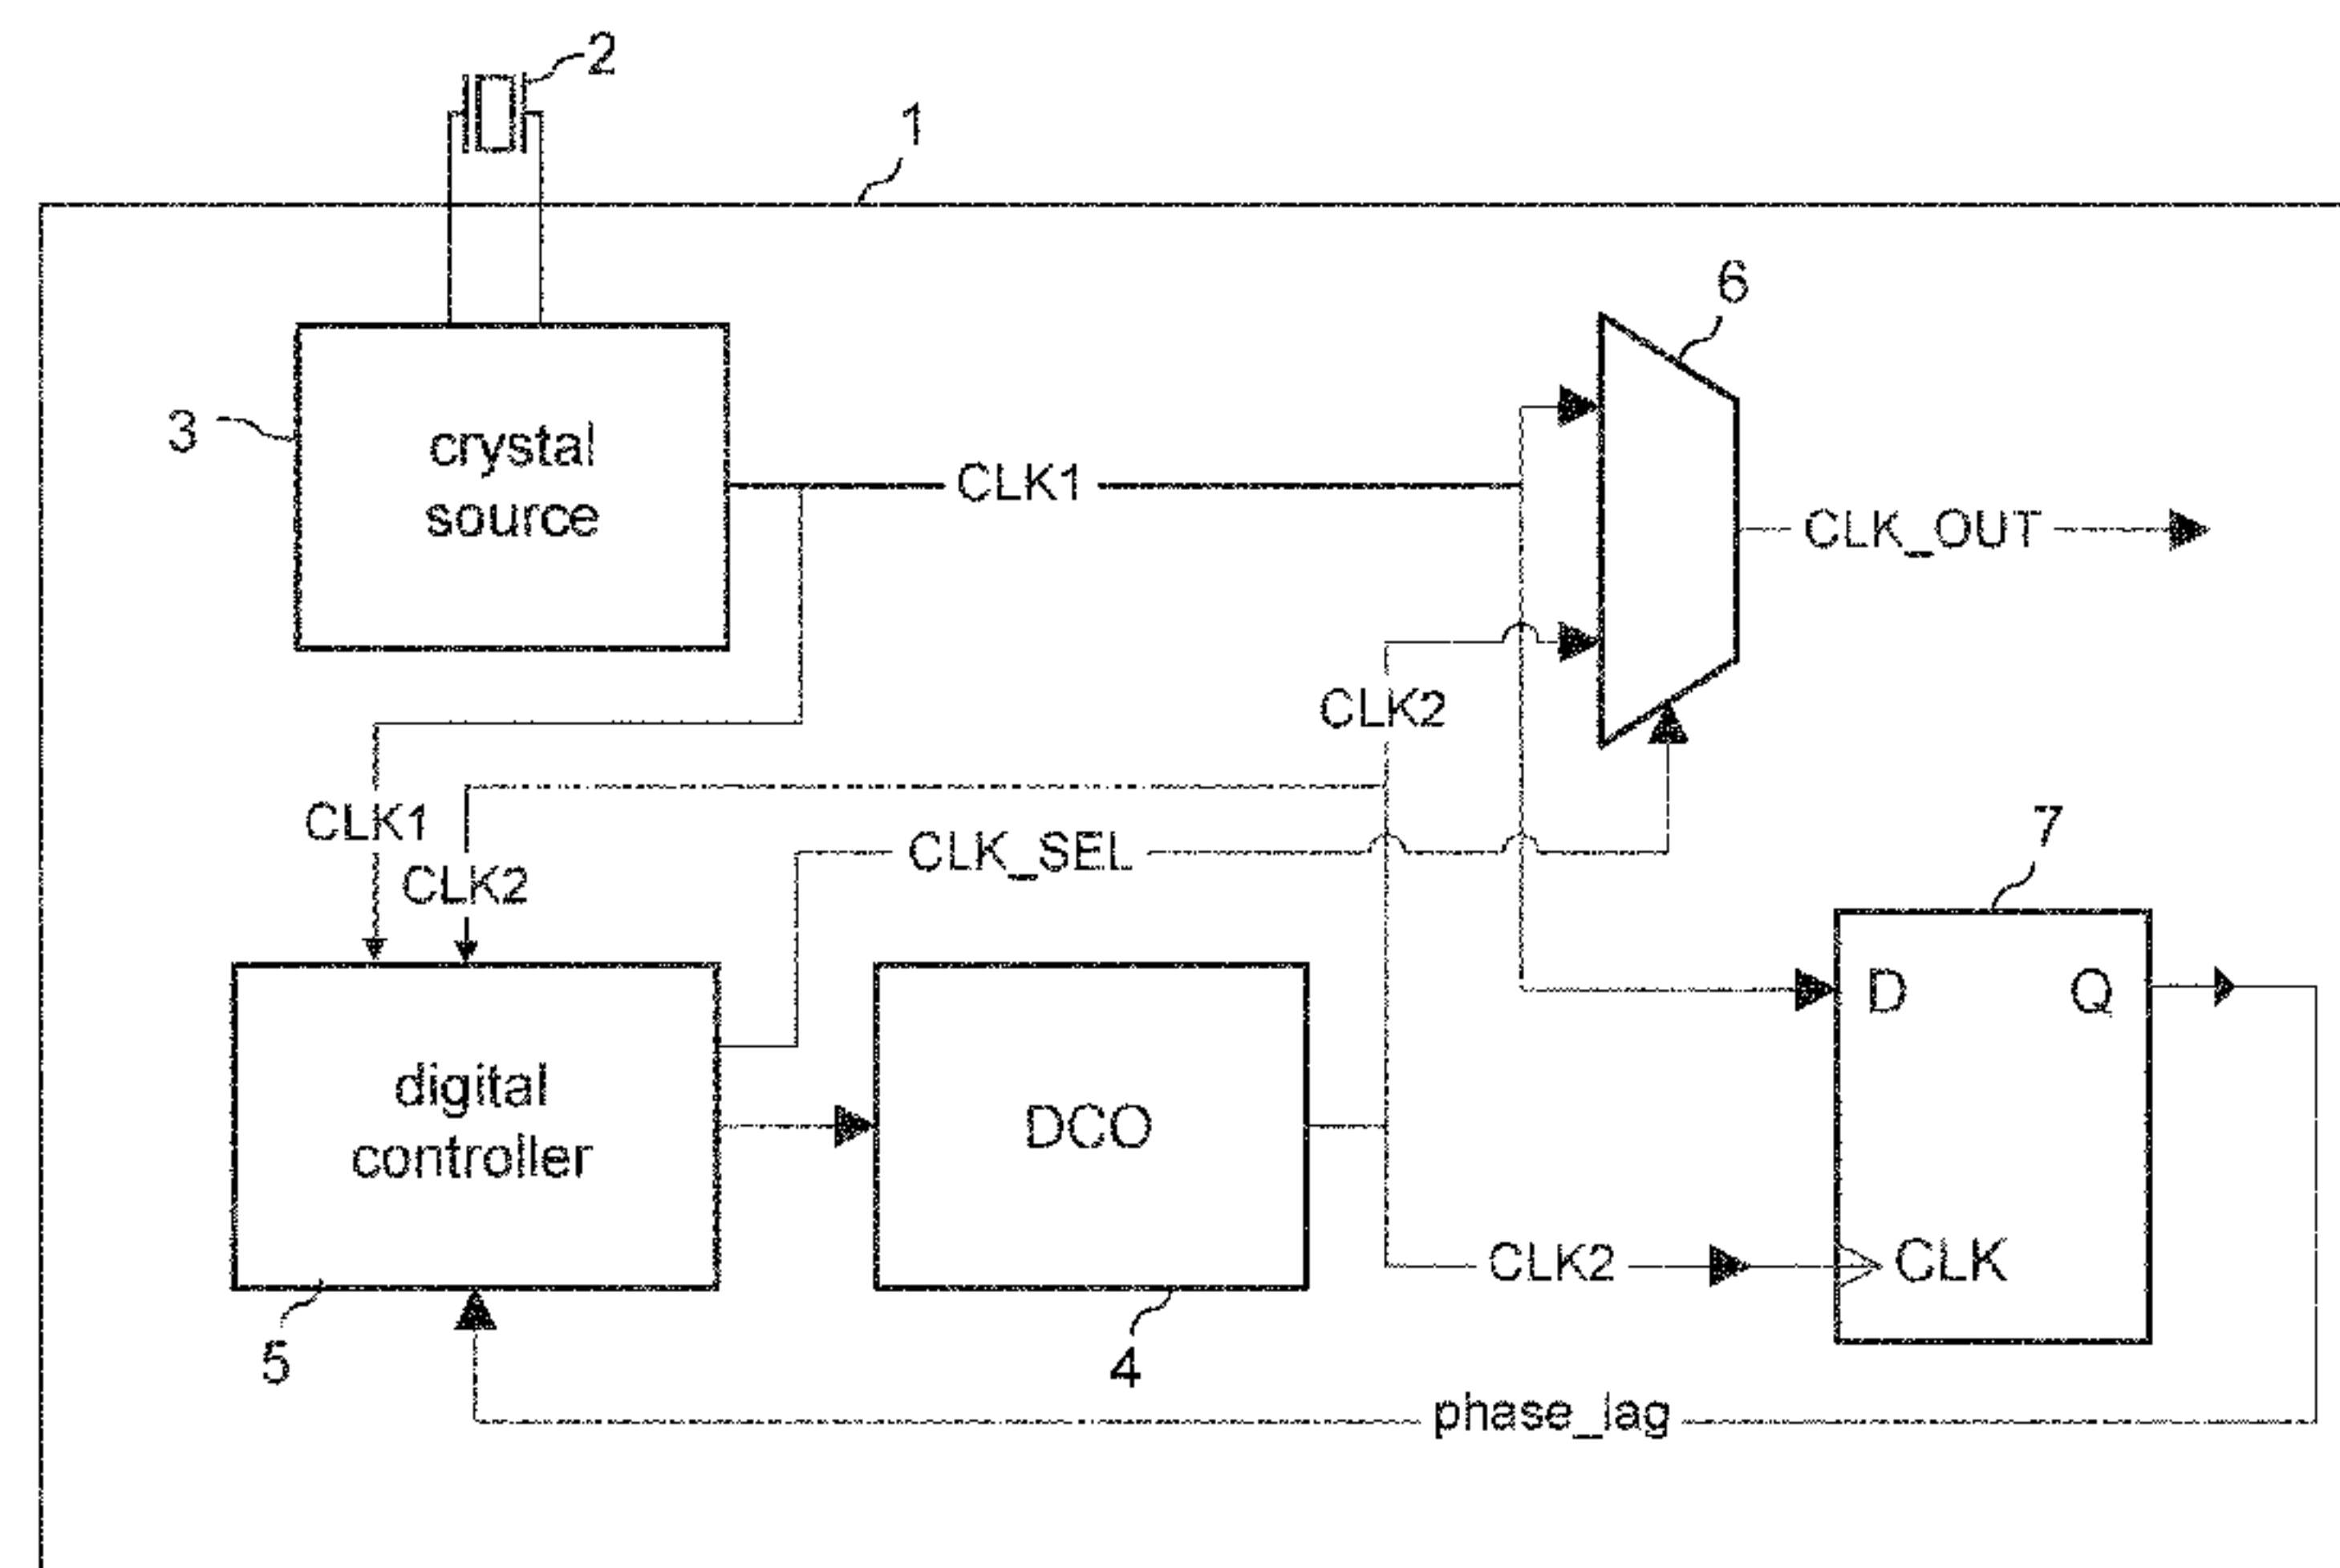 2
1
6
3
crystal
source
CLK1
CLK_OUT
CLK2
CLK1
CLK_SEL
CLK2
7
D
Q
digital
controller
DCO
CLK2
CLK
5
4
phase_lag